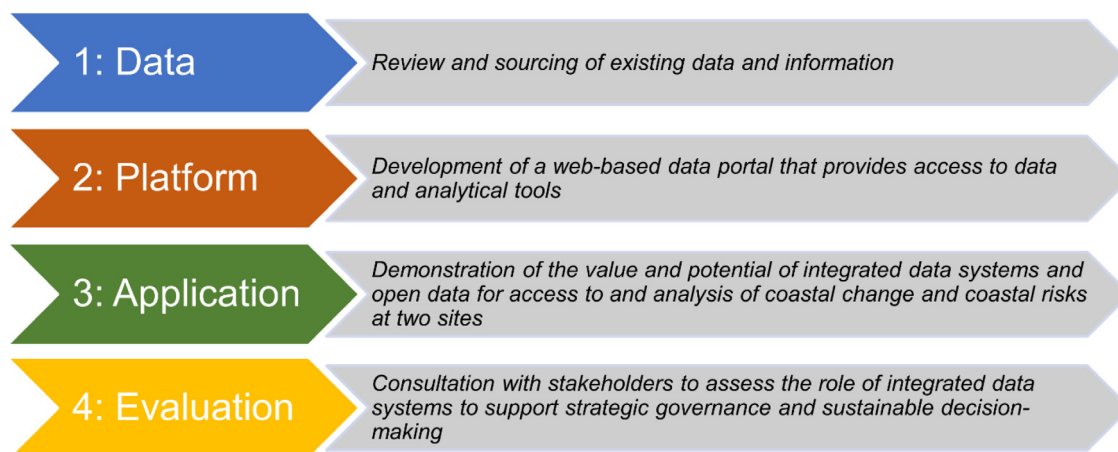 1: Data
Review and sourcing of existing data and information
2: Platform
Development of a web-based data portal that provides access to data
and analytical tools
3: Application
Demonstration of the value and potential of integrated data systems and
open data for access to and analysis of coastal change and coastal risks
at two sites
4: Evaluation
Consultation with stakeholders to assess the role of integrated data
systems to support strategic governance and sustainable decision-
making